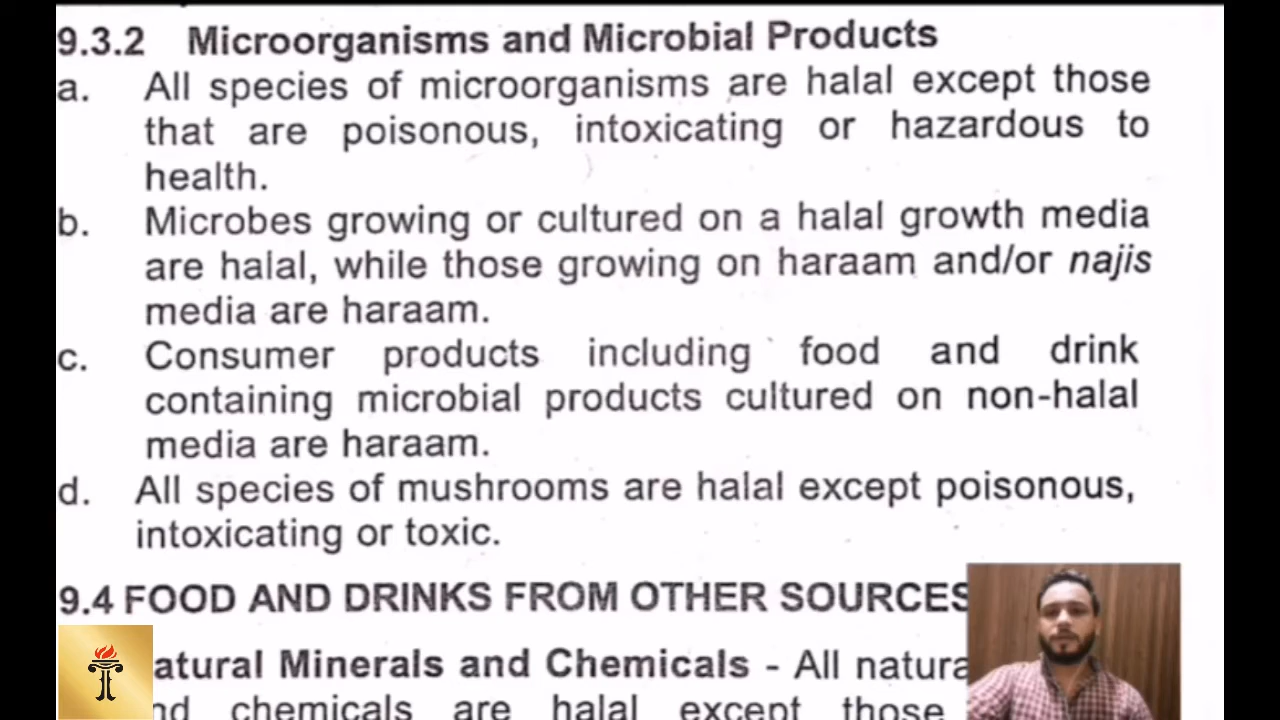 9.3.2 Microorganisms and Microbial Products
a. All species of microorganisms are halal except those
that are poisonous, intoxicating or hazardous to
health.
b. Microbes growing or cultured on a halal growth media
are halal, while those growing on haraam and/or najis
media are haraam.
c. Consumer products including food and drink
containing microbial products cultured on non-halal
media are haraam.
d. All species of mushrooms are halal except poisonous,
intoxicating or toxic.
9.4 FOOD AND DRINKS FROM OTHER SOURCES
Minerals and Chemicals - All
chemicals are halal except those